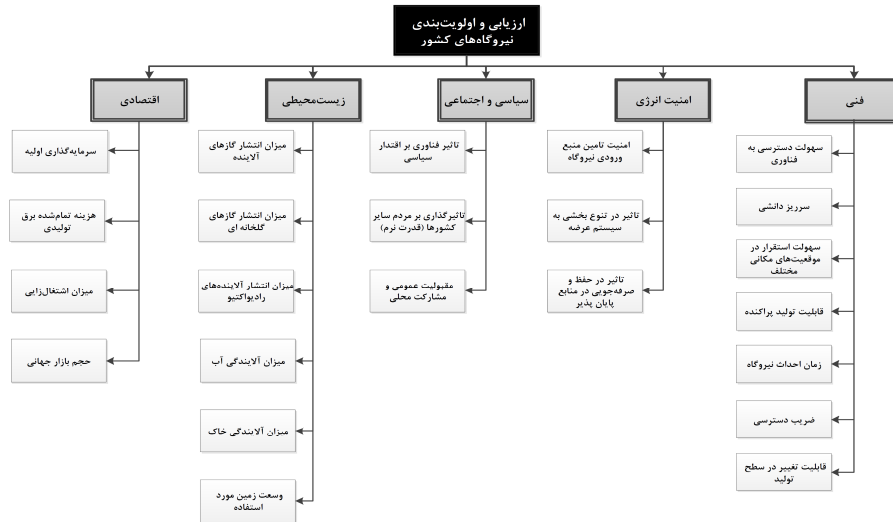 ارزیابی و اولویت‌بندی
نیروگاه‌های کشور
فنی
امنیت انرژی
سیاسی و اجتماعی
زیست‌محیطی
اقتصادی
سهولت دسترسی به
فناوری
سرریز دانشی
سهولت استقرار در
موقعیت‌های مکانی
مختلف
قابلیت تولید پراکنده
زمان احداث نیروگاه
ضریب دسترسی
قابلیت تغییر در سطح
تولید
امنیت تامین منبع
ورودی نیروگاه
تاثیر در تنوع بخشی به
سیستم عرضه
تاثیر در حفظ و
صرفه‌جویی در منابع
پایان پذیر
تاثیر فناوری بر اقتدار
سیاسی
تاثیرگذاری بر مردم سایر
کشورها (قدرت نرم)
مقبولیت عمومی و
مشارکت محلی
میزان انتشار گازهای
آلاینده
میزان انتشار گازهای
گلخانه ای
میزان انتشار آلاینده‌های
رادیواکتیو
میزان آلایندگی آب
میزان آلایندگی خاک
وسعت زمین مورد
استفاده
سرمایه‌گذاری اولیه
هزینه تمام‌شده برق
تولیدی
میزان اشتغال‌زایی
حجم بازار جهانی